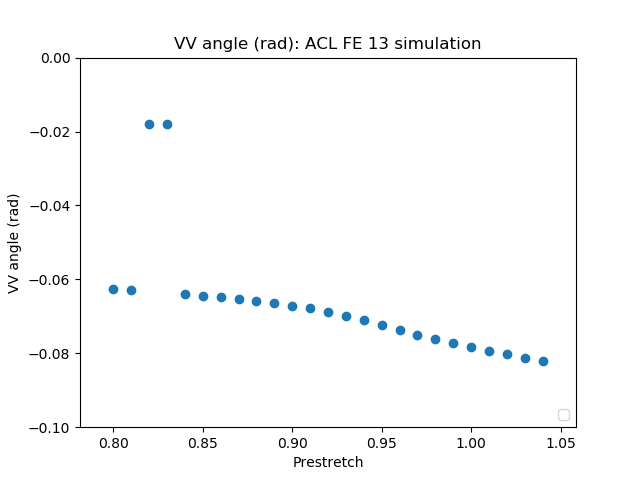 VV angle (rad): ACL FE 13 simulation
0.00
−0.02
−0.04
−0.06
−0.08
−0.10
VV angle (rad)
0.80 0.85 0.90 0.95 1.00 1.05
Prestretch